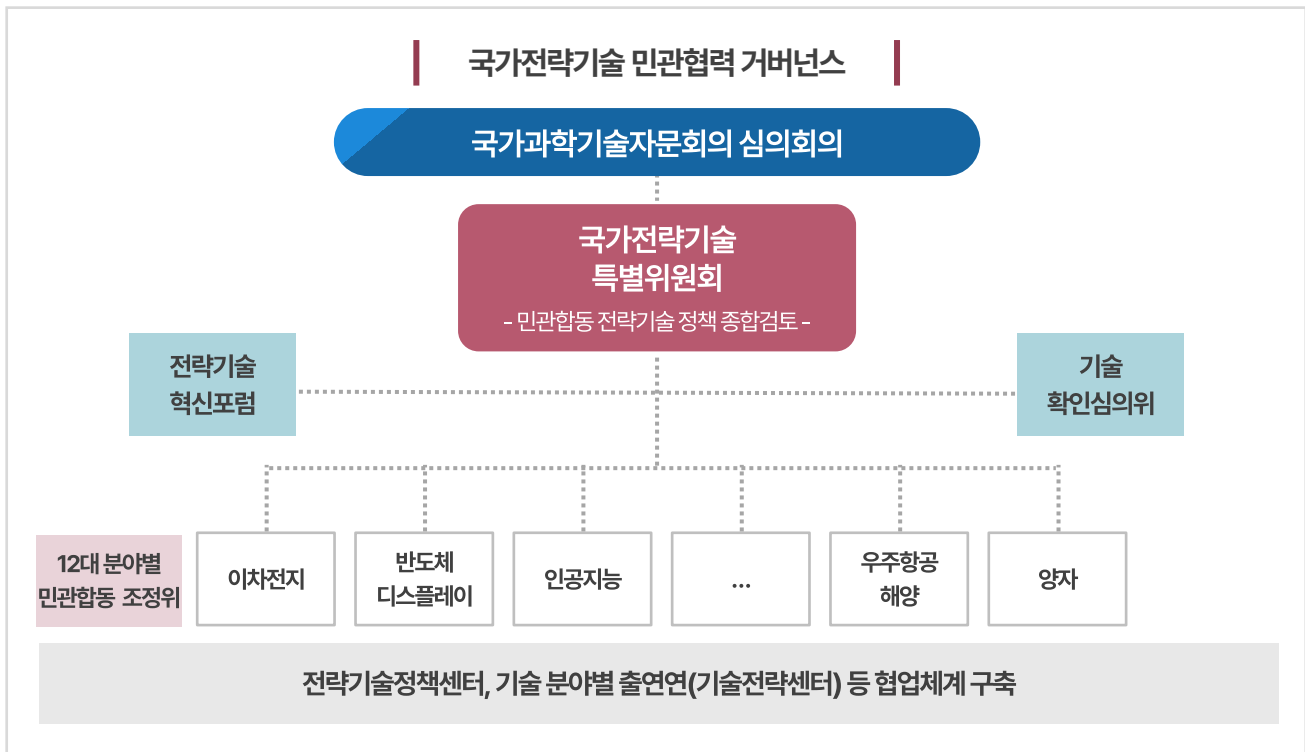 국가전략기술 민관협력 거버넌스
국가과학기술자문회의 심의회의
국가전략기술
특별위원회
- 민관합동 전략기술 정책 종합검토 -
전략기술
혁신포럼
기술
확인심의위
12대 분야별
민관합동 조정위
이차전지
반도체
디스플레이
인공지능
...
우주항공
해양
양자
전략기술정책센터, 기술 분야별 출연연(기술전략센터) 등 협업체계 구축